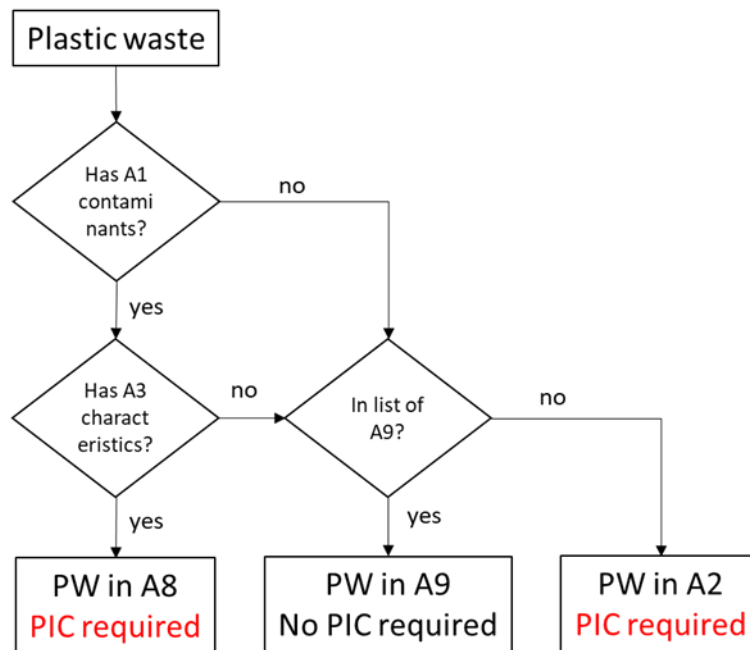 Plastic waste
Has A1
contami
nants?
no
yes
Has A3
charact
eristics?
no
In list of
A9?
no
yes
yes
PW in A8
PIC required
PW in A9
No PIC required
PW in A2
PIC required